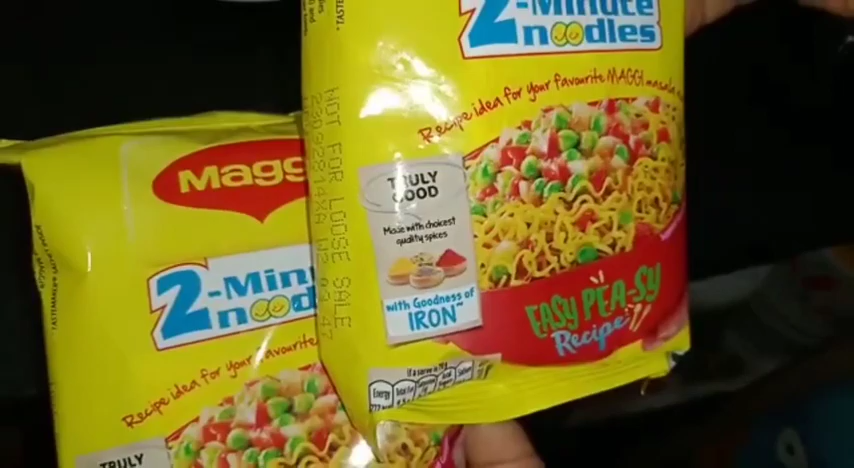 2-Minute
noodles
Recipe idea for your favourite MAGGI masala
NOT FOR LOOSE SALE
TRULY
GOOD
Made with choicest
quality spices
with Goodness of
IRON
EASY PEA-SY
Recipe
Energy
Magg
2-Minu
nood
Recipe idea for your favourite
TRULY